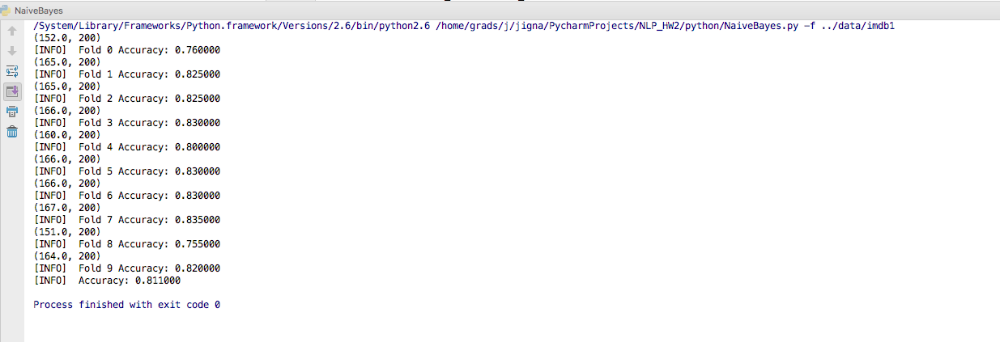 NaiveBayes
/System/Library/Frameworks/Python.framework/Versions/2.6/bin/python2.6 /home/grads/j/jigna/PycharmProjects/NLP_HW2/python/NaiveBayes.py -f ../data/imdb1
(152.0, 200)
[INFO]  Fold 0 Accuracy: 0.760000
(165.0, 200)
[INFO]  Fold 1 Accuracy: 0.825000
(165.0, 200)
[INFO]  Fold 2 Accuracy: 0.825000
(166.0, 200)
[INFO]  Fold 3 Accuracy: 0.830000
(160.0, 200)
[INFO]  Fold 4 Accuracy: 0.800000
(166.0, 200)
[INFO]  Fold 5 Accuracy: 0.830000
(166.0, 200)
[INFO]  Fold 6 Accuracy: 0.830000
(167.0, 200)
[INFO]  Fold 7 Accuracy: 0.835000
(151.0, 200)
[INFO]  Fold 8 Accuracy: 0.755000
(164.0, 200)
[INFO]  Fold 9 Accuracy: 0.820000
[INFO]  Accuracy: 0.811000
Process finished with exit code 0